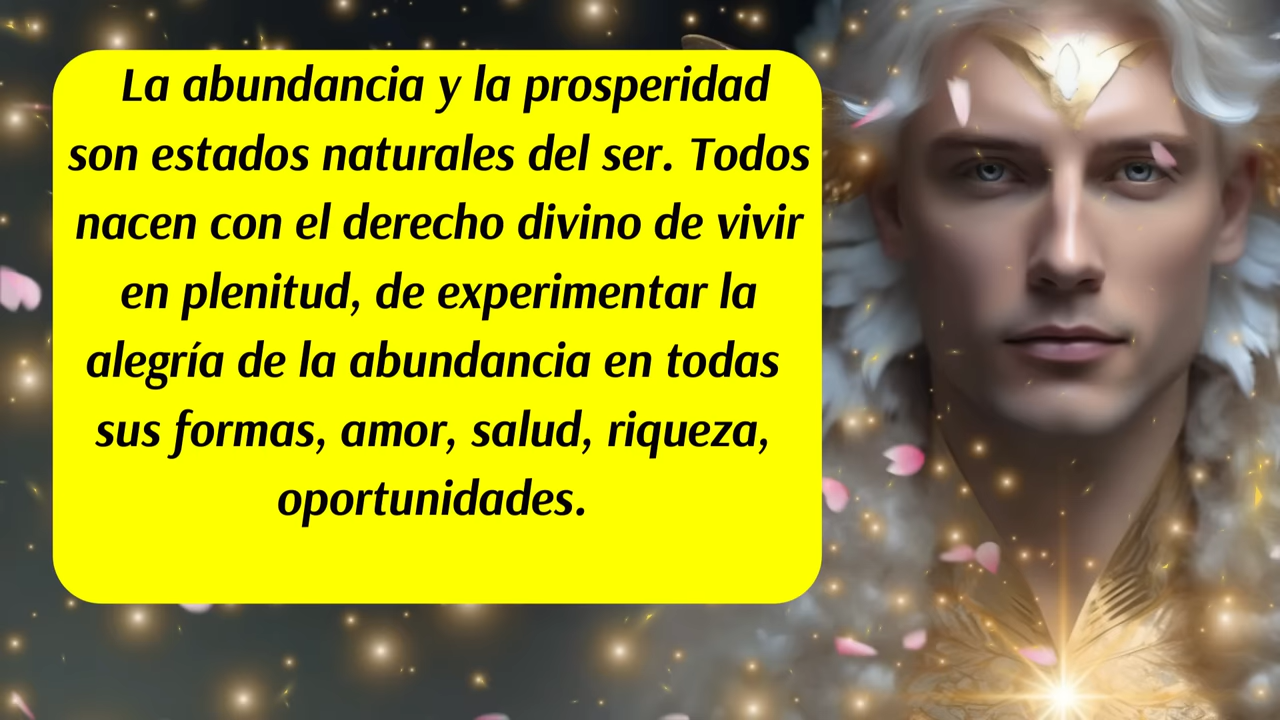 La abundancia y la prosperidad
son estados naturales del ser. Todos
nacen con el derecho divino de vivir
en plenitud, de experimentar la
alegría de la abundancia en todas
sus formas, amor, salud, riqueza,
oportunidades.